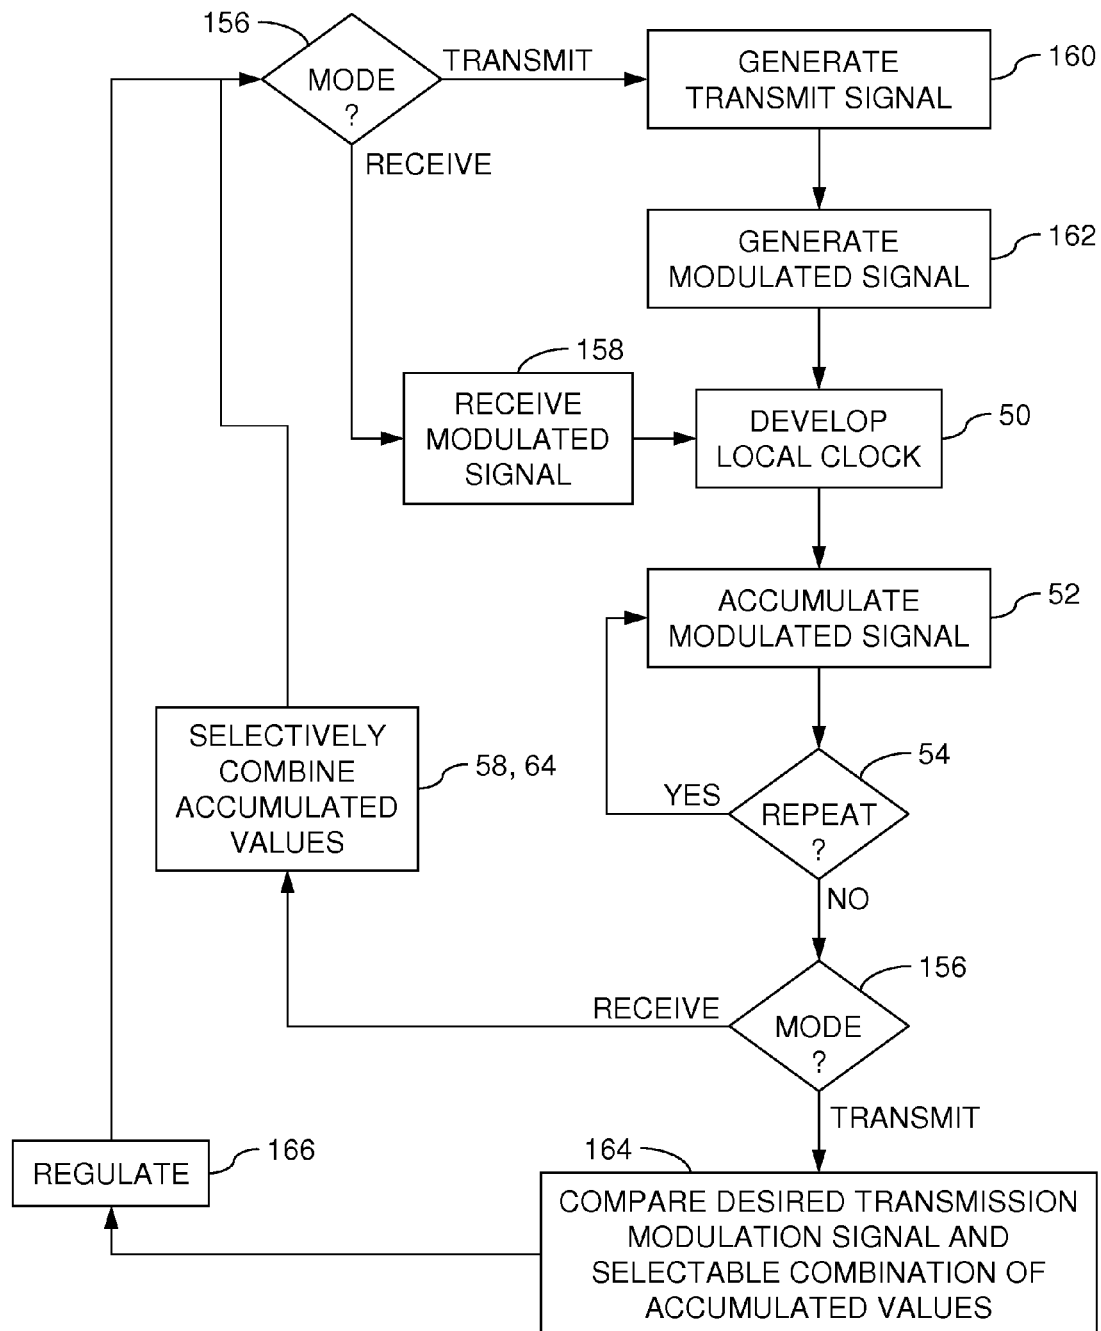 156
MODE
?
TRANSMIT
RECEIVE
GENERATE
TRANSMIT SIGNAL
160
GENERATE
MODULATED SIGNAL
162
158
RECEIVE
MODULATED
SIGNAL
DEVELOP
LOCAL CLOCK
50
ACCUMULATE
MODULATED SIGNAL
52
SELECTIVELY
COMBINE
ACCUMULATED
VALUES
58, 64
54
YES
REPEAT
?
NO
156
RECEIVE
MODE
?
TRANSMIT
REGULATE
166
164
COMPARE DESIRED TRANSMISSION
MODULATION SIGNAL AND
SELECTABLE COMBINATION OF
ACCUMULATED VALUES